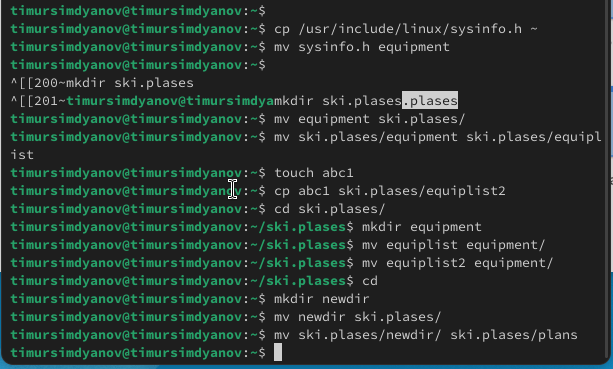 timursimdyanov@timursimdyanov:~$
timursimdyanov@timursimdyanov:~$ cp /usr/include/linux/sysinfo.h ~
timursimdyanov@timursimdyanov:~$ mv sysinfo.h equipment
timursimdyanov@timursimdyanov:~$
^[[200~mkdir ski.plases
^[[201~timursimdyanov@timursimdyamkdir ski.plases.plases
timursimdyanov@timursimdyanov:~$ mv equipment ski.plases/
timursimdyanov@timursimdyanov:~$ mv ski.plases/equipment ski.plases/equipl
ist
timursimdyanov@timursimdyanov:~$ touch abc1
timursimdyanov@timursimdyanov:~$ cp abc1 ski.plases/equiplist2
timursimdyanov@timursimdyanov:~$ cd ski.plases/
timursimdyanov@timursimdyanov:~/ski.plases$ mkdir equipment
timursimdyanov@timursimdyanov:~/ski.plases$ mv equiplist equipment/
timursimdyanov@timursimdyanov:~/ski.plases$ mv equiplist2 equipment/
timursimdyanov@timursimdyanov:~/ski.plases$ cd
timursimdyanov@timursimdyanov:~$ mkdir newdir
timursimdyanov@timursimdyanov:~$ mv newdir ski.plases/
timursimdyanov@timursimdyanov:~$ mv ski.plases/newdir/ ski.plases/plans
timursimdyanov@timursimdyanov:~$